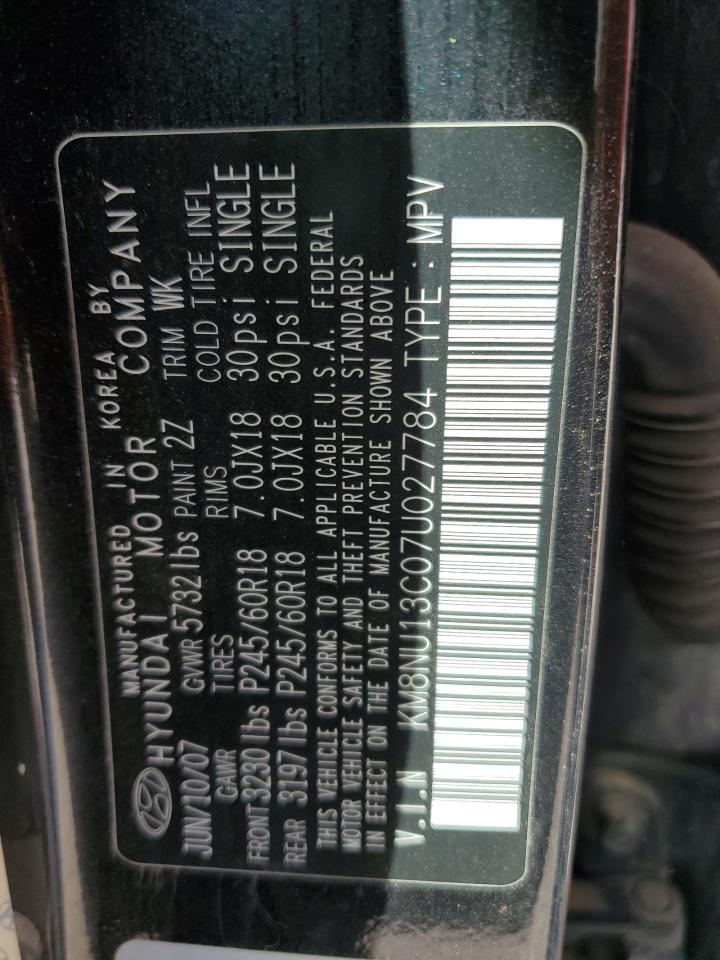 MANUFACTURED IN KOREA BY
HYUNDAI MOTOR COMPANY
JUN/10/07 GVWR 5732lbs PAINT 2Z TRIM WK
GAWR TIRES RIMS COLD TIRE INFL
FRONT 3230lbs P245/60R18 7.0JX18 30psi SINGLE
REAR 3197lbs P245/60R18 7.0JX18 30psi SINGLE
THIS VEHICLE CONFORMS TO ALL APPLICABLE U.S.A. FEDERAL
MOTOR VEHICLE SAFETY AND THEFT PREVENTION STANDARDS
IN EFFECT ON THE DATE OF MANUFACTURE SHOWN ABOVE
V.I.N KM8NU13C07U027784 TYPE : MPV